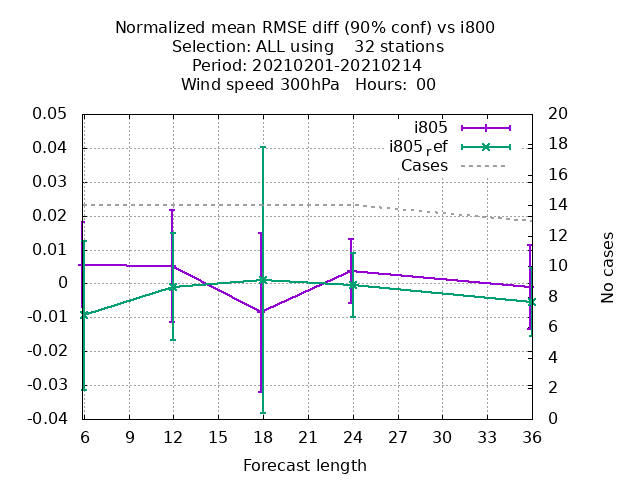 Normalized mean RMSE diff (90% conf) vs i800
Selection: ALL using    32 stations
Period: 20210201-20210214
Wind speed 300hPa   Hours:  00
0.05
0.04
0.03
0.02
0.01
0
-0.01
-0.02
-0.03
-0.04
20
18
16
14
12
10
8
6
4
2
0
i805
i805ref
Cases
No cases
6 9 12 15 18 21 24 27 30 33 36
Forecast length